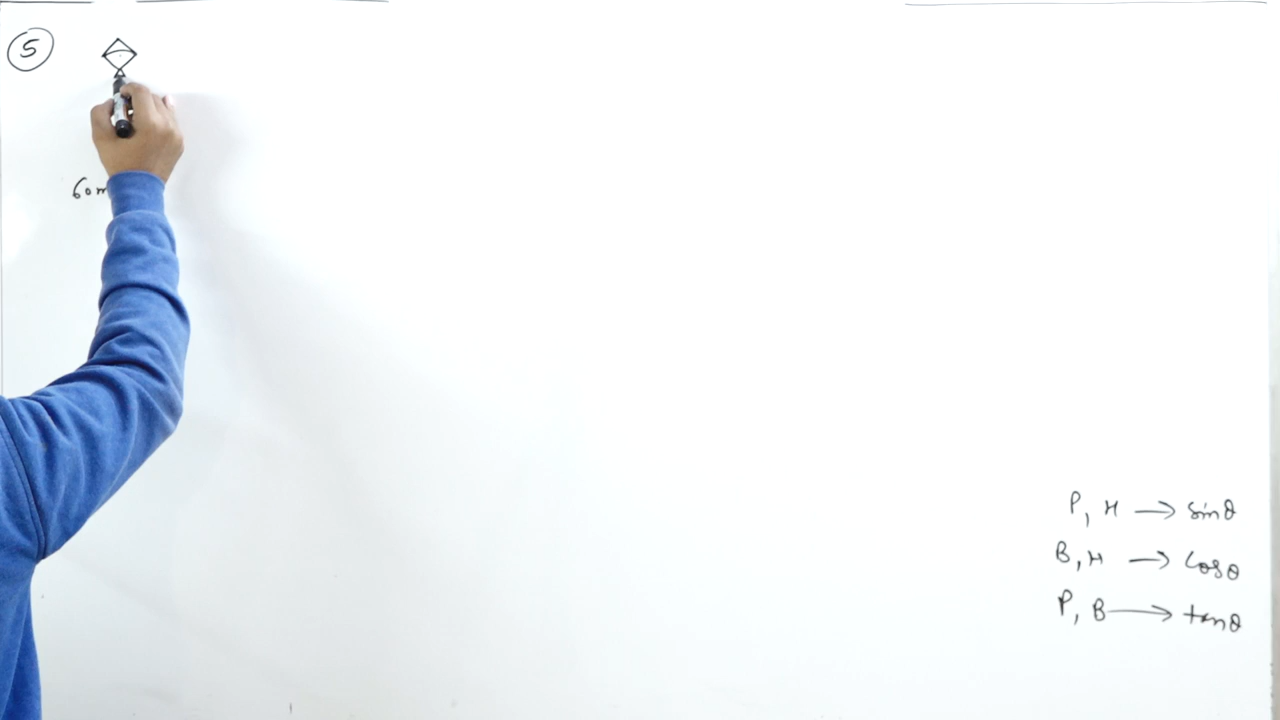 5
60m
P, H → sinθ
B, H → cosθ
P, B → tanθ